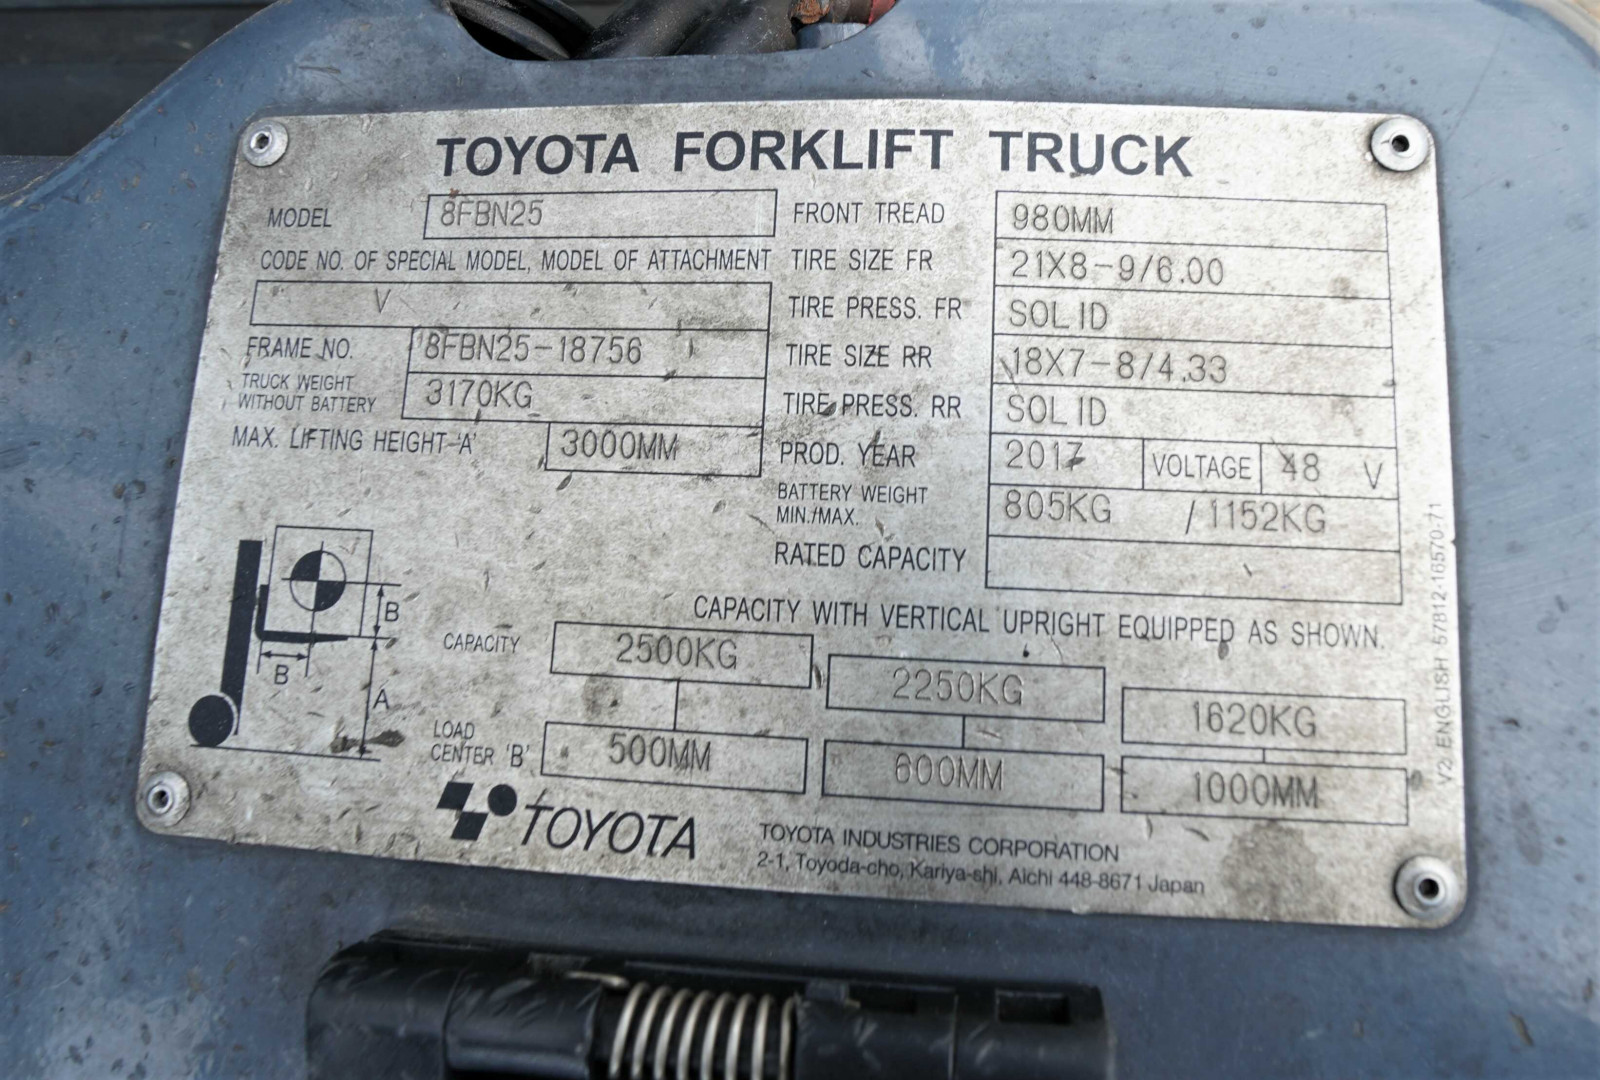 TOYOTA FORKLIFT TRUCK
MODEL 8FBN25
CODE NO. OF SPECIAL MODEL, MODEL OF ATTACHMENT
V
FRAME NO. 8FBN25-18756
TRUCK WEIGHT
WITHOUT BATTERY 3170KG
MAX. LIFTING HEIGHT 'A' 3000MM
FRONT TREAD 980MM
TIRE SIZE FR 21X8-9/6.00
TIRE PRESS. FR SOLID
TIRE SIZE RR 18X7-8/4.33
TIRE PRESS. RR SOLID
PROD. YEAR 2017 VOLTAGE 48 V
BATTERY WEIGHT
MIN./MAX. 805KG / 1152KG
RATED CAPACITY
CAPACITY WITH VERTICAL UPRIGHT EQUIPPED AS SHOWN.
B
B
A
CAPACITY 2500KG 2250KG 1620KG
LOAD
CENTER 'B' 500MM 600MM 1000MM
TOYOTA
TOYOTA INDUSTRIES CORPORATION
2-1, Toyoda-cho, Kariya-shi, Aichi 448-8671 Japan
V2 ENGLISH 57812-16570-71